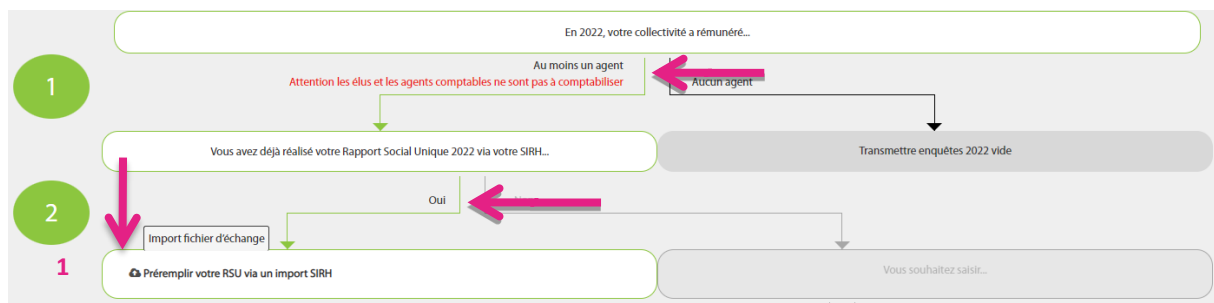 En 2022, votre collectivité a rémunéré...
1
Au moins un agent
Attention les élus et les agents comptables ne sont pas à comptabiliser
Aucun agent
Vous avez déjà réalisé votre Rapport Social Unique 2022 via votre SIRH...
Transmettre enquêtes 2022 vide
2
Oui
Import fichier d'échange
1
Préremplir votre RSU via un import SIRH
Vous souhaitez saisir...